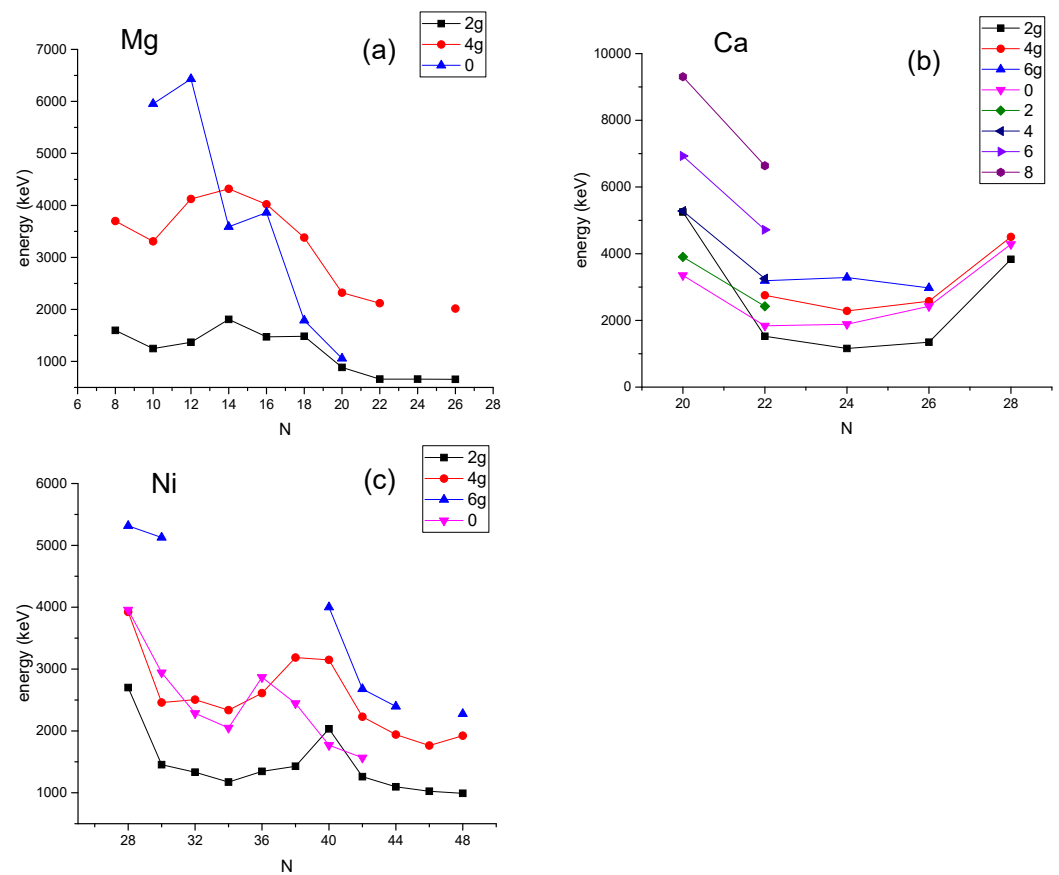 Mg
(a)
2g
4g
0
7000
6000
5000
4000
3000
2000
1000
energy (keV)
6 8 10 12 14 16 18 20 22 24 26 28
N
Ca
(b)
2g
4g
6g
0
2
4
6
8
10000
8000
6000
4000
2000
0
energy (keV)
20 22 24 26 28
N
Ni
(c)
2g
4g
6g
0
6000
5000
4000
3000
2000
1000
energy (keV)
28 32 36 40 44 48
N